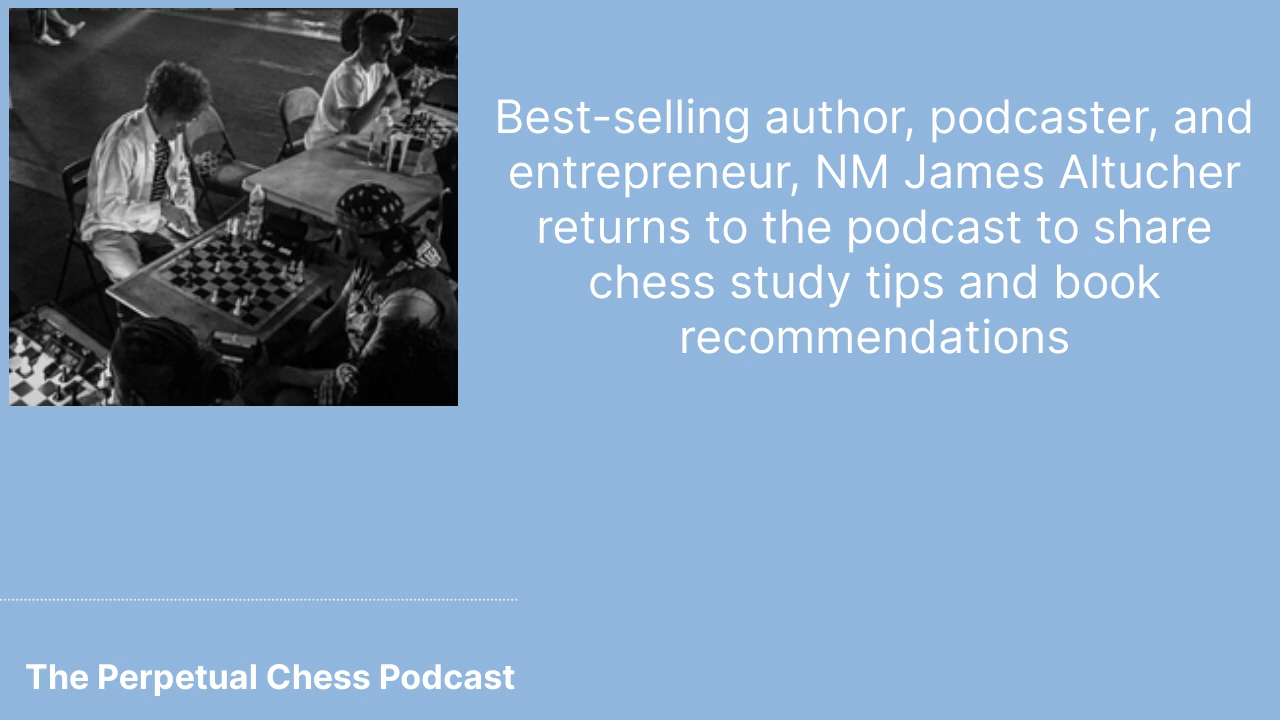 Best-selling author, podcaster, and
entrepreneur, NM James Altucher
returns to the podcast to share
chess study tips and book
recommendations
The Perpetual Chess Podcast